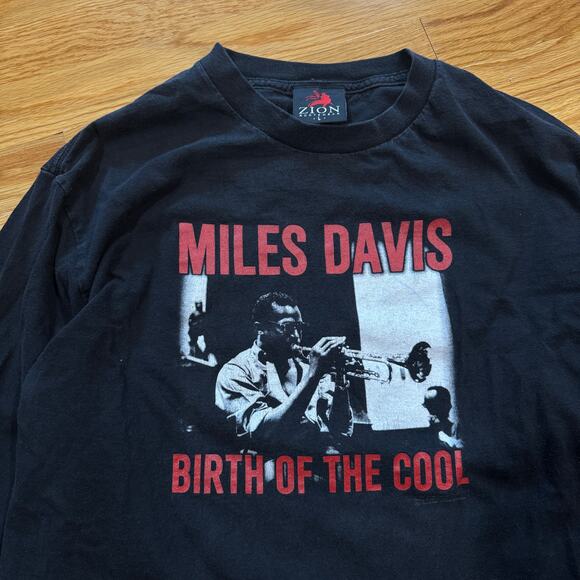 ZION
L
MILES DAVIS
BIRTH OF THE COOL